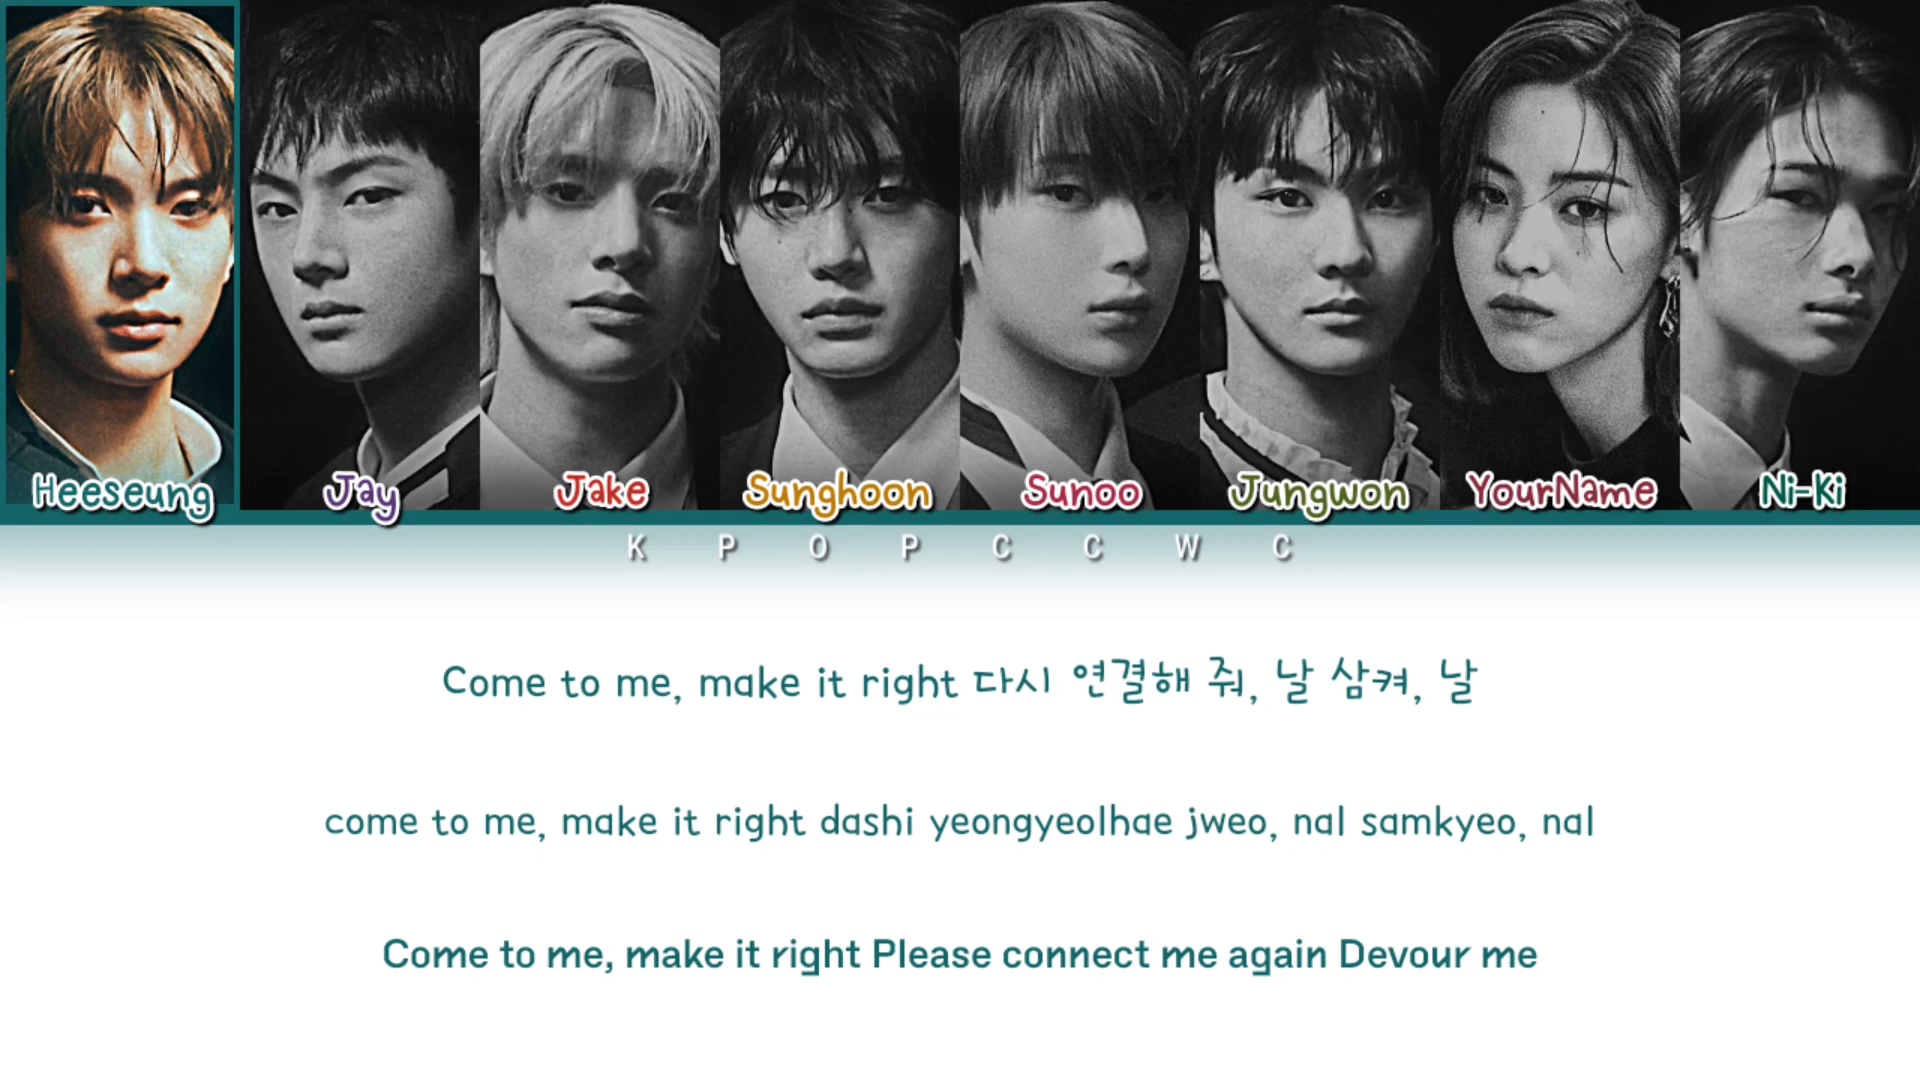 Heeseung Jay Jake Sunghoon Sunoo Jungwon YourName Ni-Ki
K P O P C C W C
Come to me, make it right 다시 연결해 줘, 날 삼켜, 날
come to me, make it right dashi yeongyeolhae jweo, nal samkyeo, nal
Come to me, make it right Please connect me again Devour me